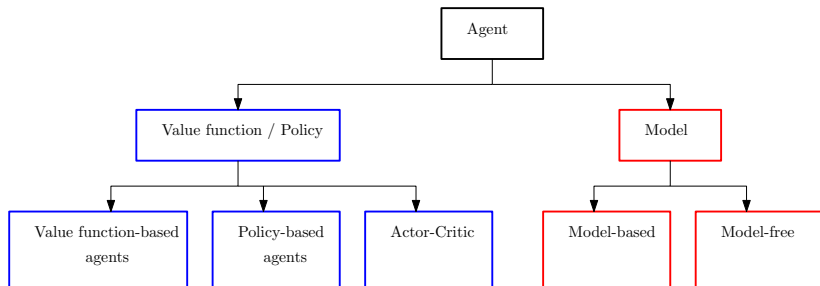 Agent
Value function / Policy
Model
Value function-based
agents
Policy-based
agents
Actor-Critic
Model-based
Model-free